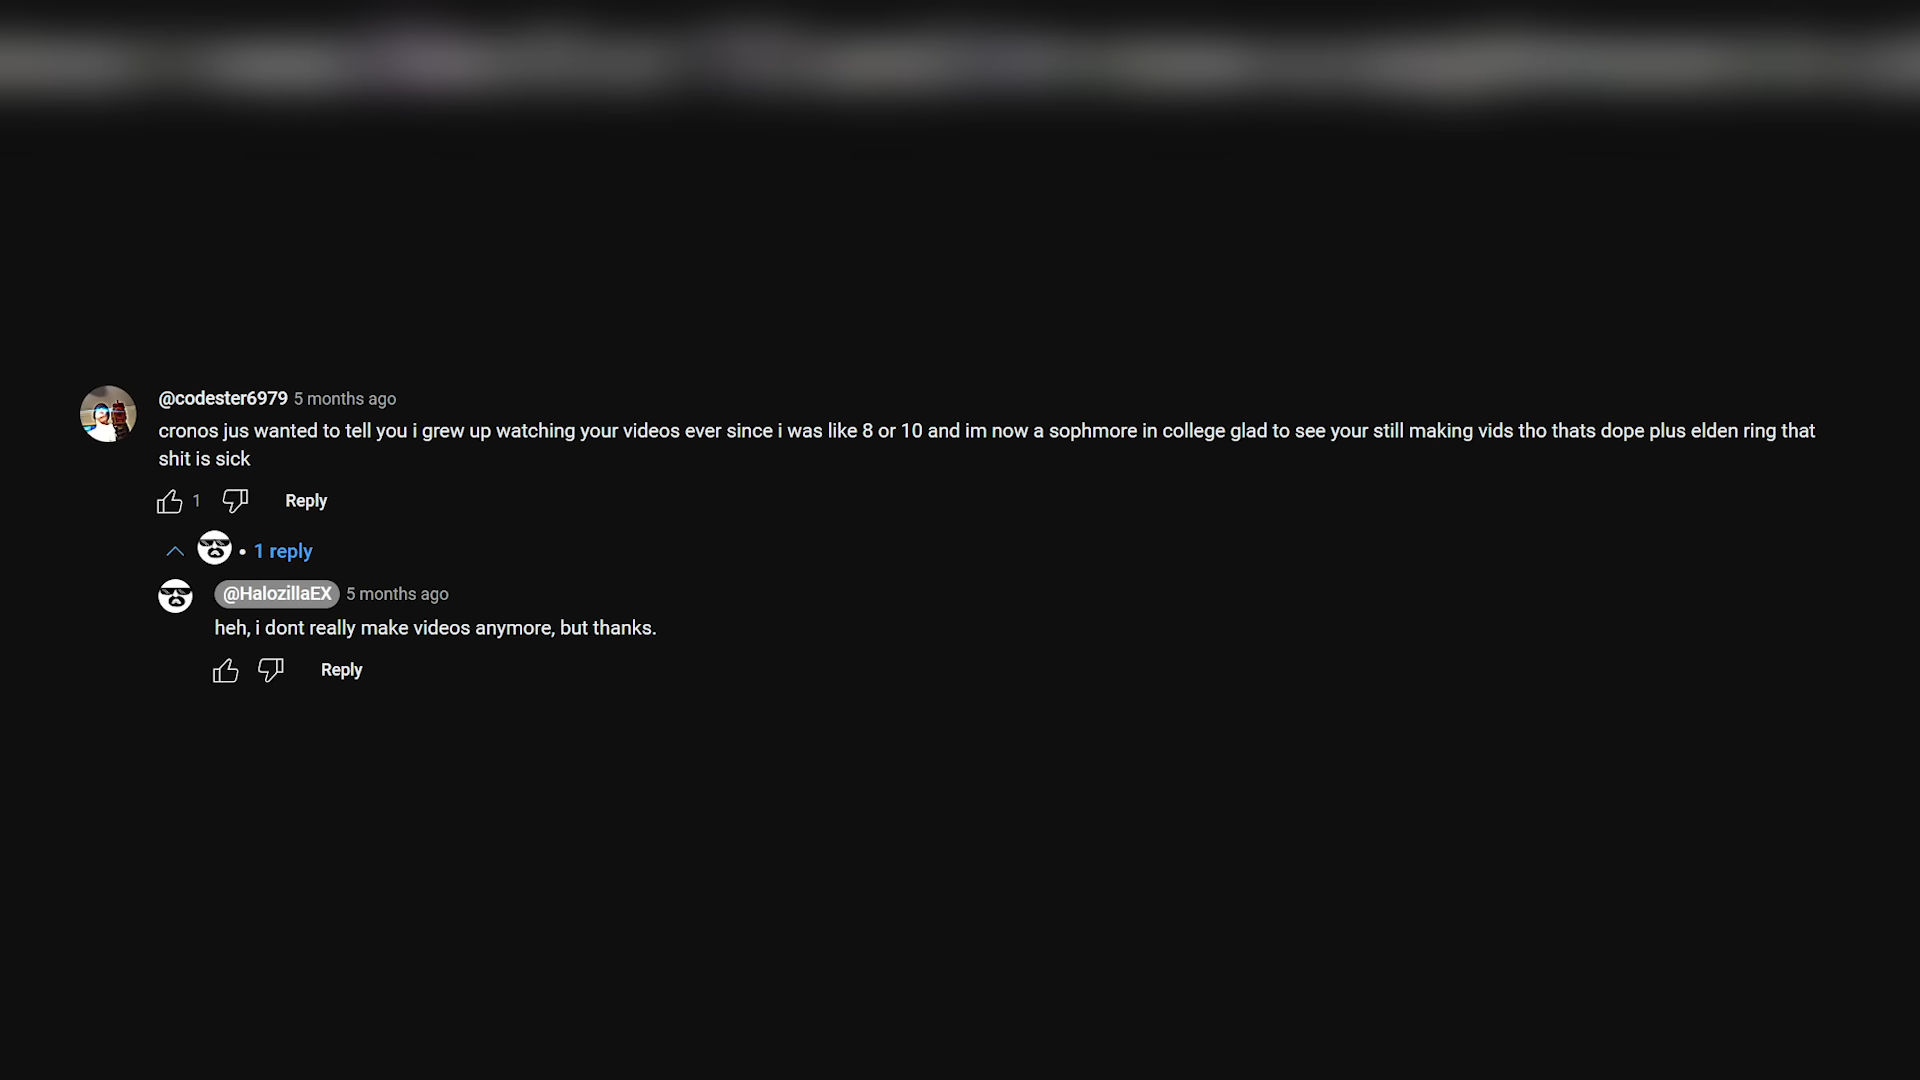 @codester6979 5 months ago
cronos jus wanted to tell you i grew up watching your videos ever since i was like 8 or 10 and im now a sophmore in college glad to see your still making vids tho thats dope plus elden ring that
shit is sick
1 Reply
• 1 reply
@HalozillaEX 5 months ago
heh, i dont really make videos anymore, but thanks.
Reply